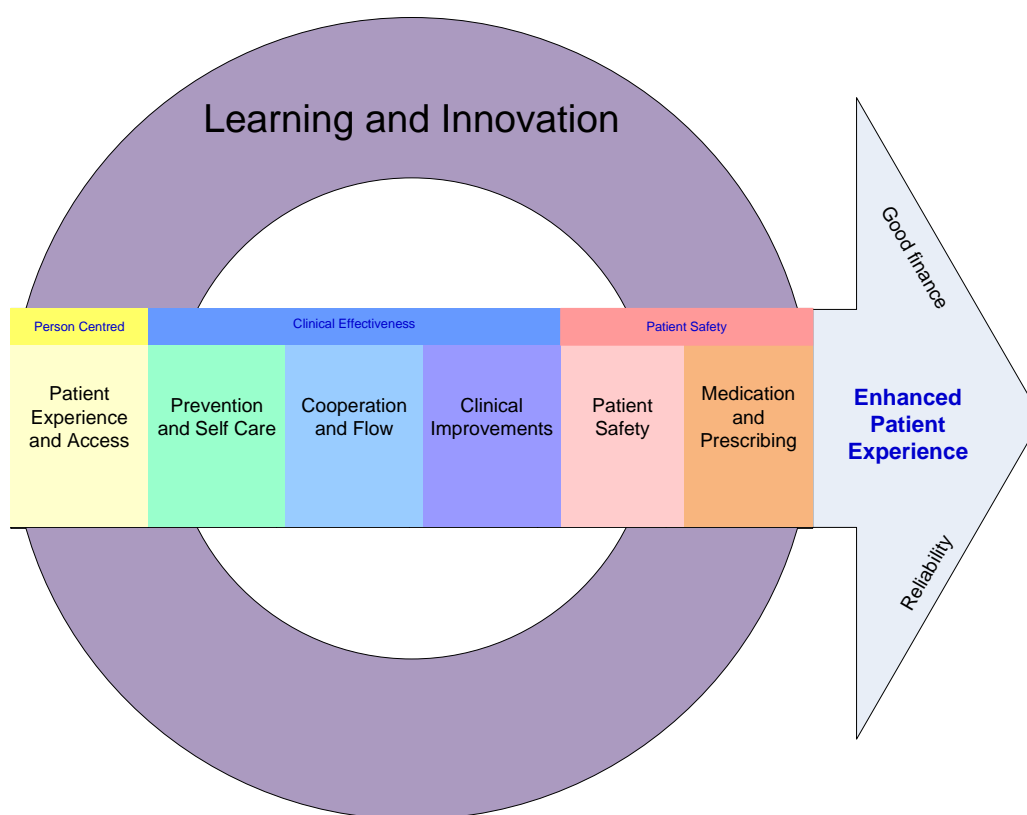 Learning and Innovation
Good finance
Person Centred
Clinical Effectiveness
Patient Safety
Patient
Experience
and Access
Prevention
and Self Care
Cooperation
and Flow
Clinical
Improvements
Patient
Safety
Medication
and
Prescribing
Enhanced
Patient
Experience
Reliability